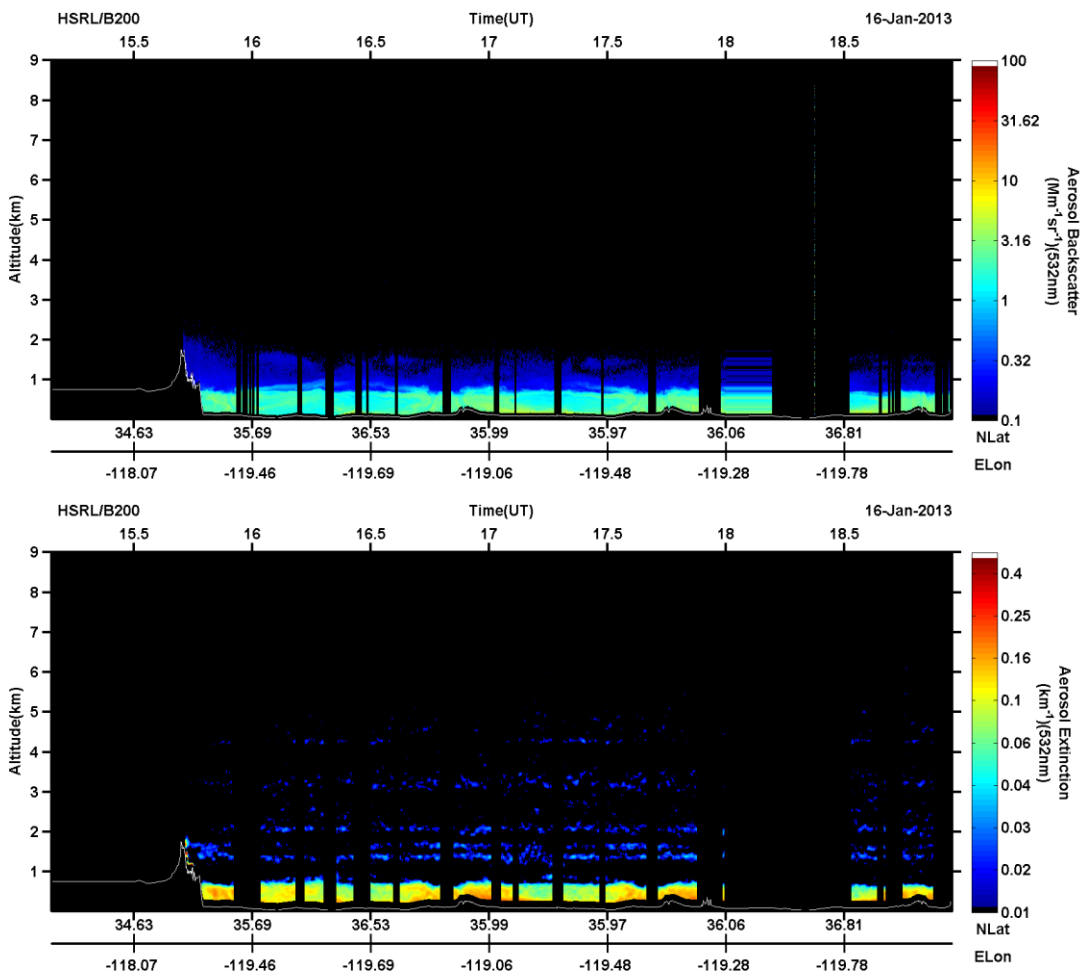 HSRL/B200 Time(UT) 16-Jan-2013
15.5 16 16.5 17 17.5 18 18.5
9
8
7
6
5
4
3
2
1
Altitude(km)
100
31.62
10
3.16
1
0.32
0.1
Aerosol Backscatter
(Mm⁻¹sr⁻¹)(532nm)
34.63 35.69 36.53 35.99 35.97 36.06 36.81 NLat
-118.07 -119.46 -119.69 -119.06 -119.48 -119.28 -119.78 ELon
HSRL/B200 Time(UT) 16-Jan-2013
15.5 16 16.5 17 17.5 18 18.5
9
8
7
6
5
4
3
2
1
Altitude(km)
0.4
0.25
0.16
0.1
0.06
0.04
0.03
0.02
0.01
Aerosol Extinction
(km⁻¹)(532nm)
34.63 35.69 36.53 35.99 35.97 36.06 36.81 NLat
-118.07 -119.46 -119.69 -119.06 -119.48 -119.28 -119.78 ELon